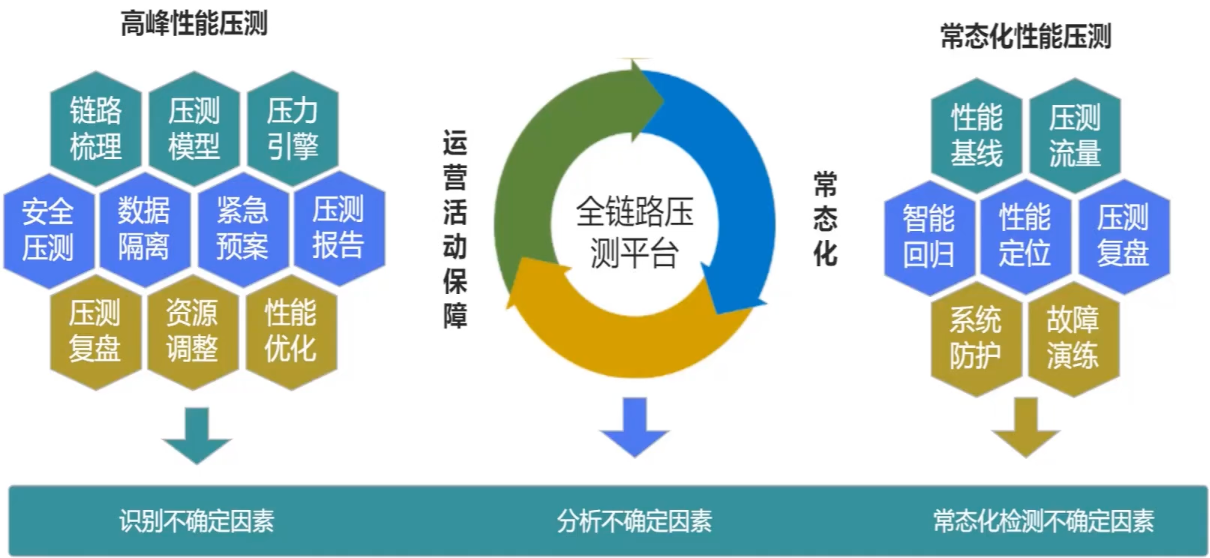 高峰性能压测
链路
梳理
压测
模型
压力
引擎
安全
压测
数据
隔离
紧急
预案
压测
报告
压测
复盘
资源
调整
性能
优化
运营活动保障
全链路压
测平台
常态化
常态化性能压测
性能
基线
压测
流量
智能
回归
性能
定位
压测
复盘
系统
防护
故障
演练
识别不确定因素
分析不确定因素
常态化检测不确定因素